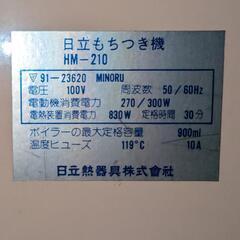 日立もちつき機
HM-210
▽ 91-23620 MINORU
電圧 100V 周波数 50/60Hz
電動機消費電力 270/300W
電熱装置消費電力 830W 定格時間 30分
ボイラーの最大定格容量 900ml
温度ヒューズ 119°C 10A
日立熱器具株式会社